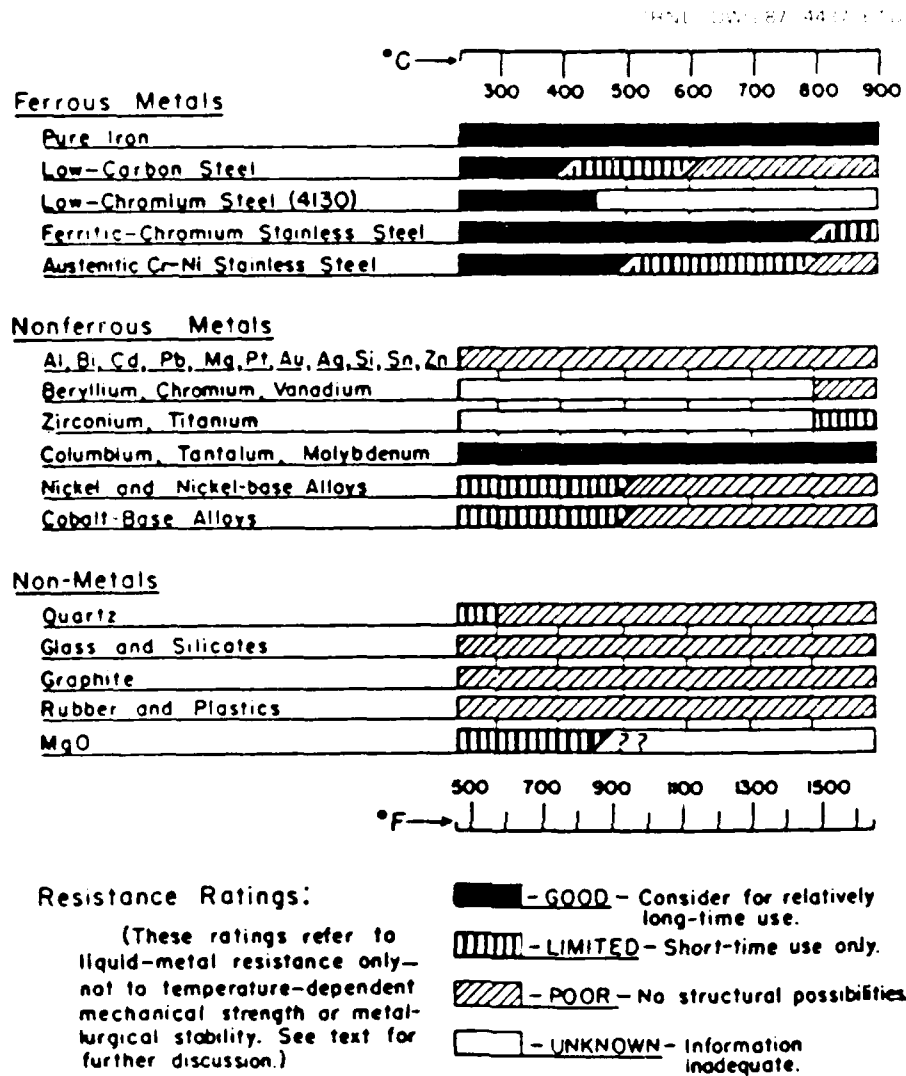 °C
300 400 500 600 700 800 900
Ferrous Metals
Pure Iron
Low-Carbon Steel
Low-Chromium Steel (4130)
Ferritic-Chromium Stainless Steel
Austenitic Cr-Ni Stainless Steel
Nonferrous Metals
Al, Bi, Cd, Pb, Mg, Pt, Au, Ag, Si, Sn, Zn
Beryllium, Chromium, Vanadium
Zirconium, Titanium
Columbium, Tantalum, Molybdenum
Nickel and Nickel-base Alloys
Cobalt-Base Alloys
Non-Metals
Quartz
Glass and Silicates
Graphite
Rubber and Plastics
MgO ??
500 700 900 1100 1300 1500
°F
Resistance Ratings:
(These ratings refer to
liquid-metal resistance only—
not to temperature-dependent
mechanical strength or metal-
lurgical stability. See text for
further discussion.)
- GOOD - Consider for relatively
long-time use.
- LIMITED - Short-time use only.
- POOR - No structural possibilities
- UNKNOWN - Information
inadequate.